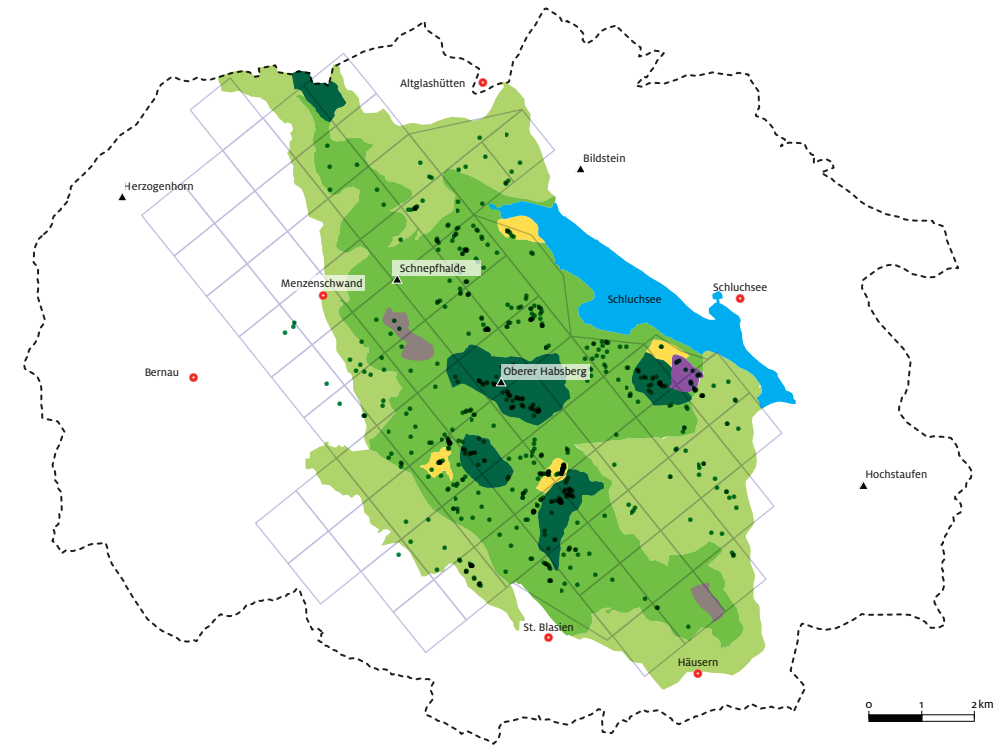 Altglashütten
Bildstein
Herzogenhorn
Schnepfhalde
Menzenschwand
Schluchsee
Schluchsee
Bernau
Oberer Habsberg
Hochstaufen
St. Blasien
Häusern
0 1 2 km